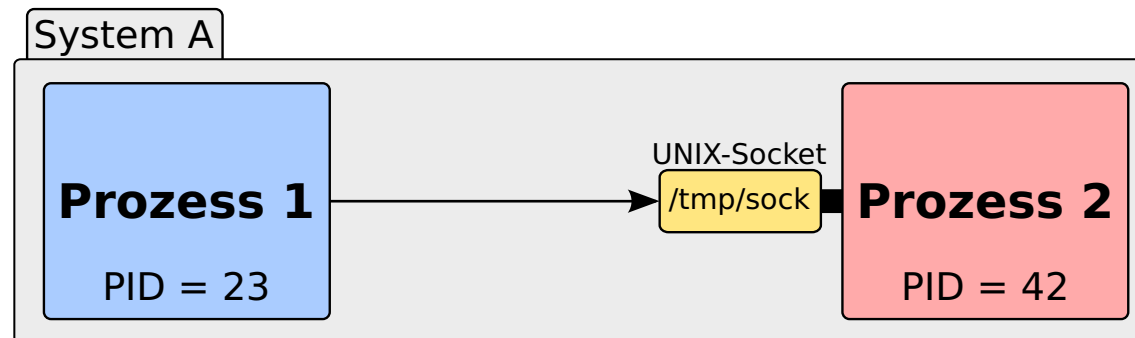 System A
UNIX-Socket
Prozess 1
/tmp/sock
Prozess 2
PID = 23
PID = 42